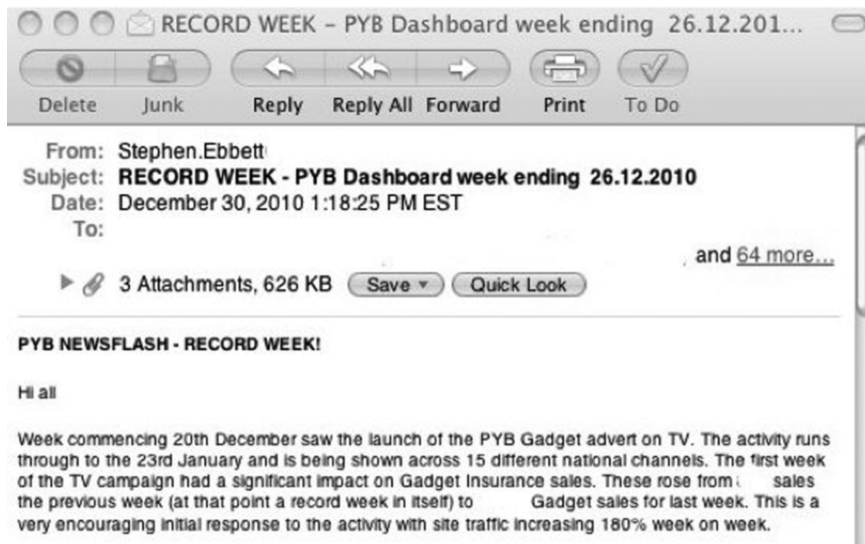 RECORD WEEK – PYB Dashboard week ending 26.12.201...
Delete Junk Reply Reply All Forward Print To Do
From: Stephen.Ebbett
Subject: RECORD WEEK - PYB Dashboard week ending 26.12.2010
Date: December 30, 2010 1:18:25 PM EST
To:
and 64 more...
3 Attachments, 626 KB Save Quick Look
PYB NEWSFLASH - RECORD WEEK!
Hi all
Week commencing 20th December saw the launch of the PYB Gadget advert on TV. The activity runs
through to the 23rd January and is being shown across 15 different national channels. The first week
of the TV campaign had a significant impact on Gadget Insurance sales. These rose from sales
the previous week (at that point a record week in itself) to Gadget sales for last week. This is a
very encouraging initial response to the activity with site traffic increasing 180% week on week.